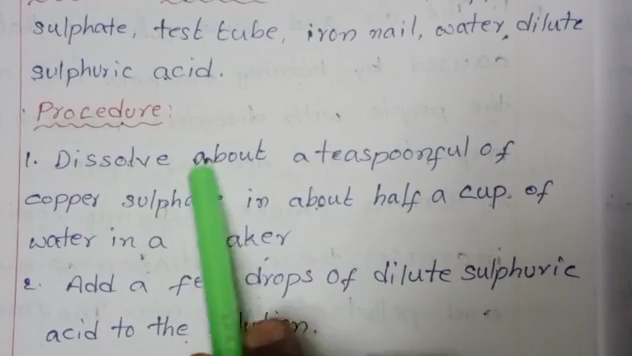 sulphate, test tube, iron nail, water, dilute
sulphuric acid.
Procedure:
1. Dissolve about a teaspoonful of
copper sulpha in about half a cup. of
water in a aker
2. Add a fe drops of dilute sulphuric
acid to the